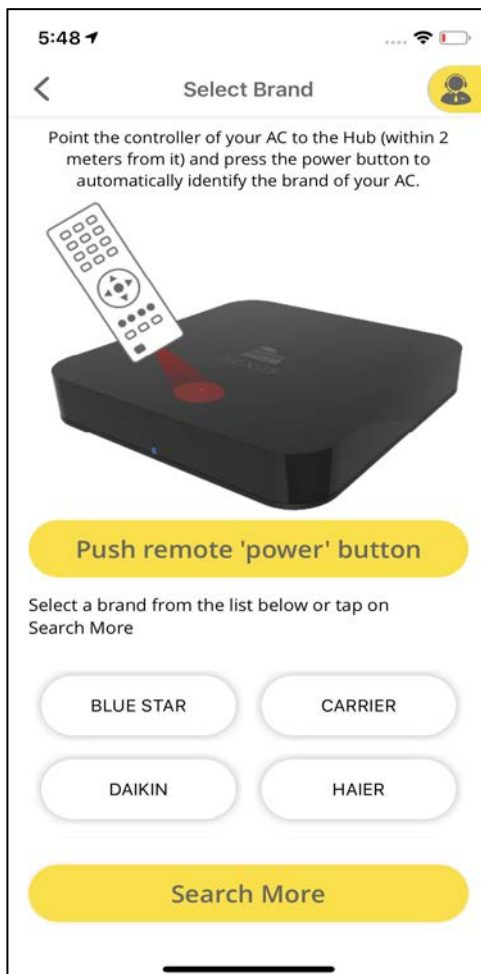 5:48
Select Brand
Point the controller of your AC to the Hub (within 2
meters from it) and press the power button to
automatically identify the brand of your AC.
Push remote 'power' button
Select a brand from the list below or tap on
Search More
BLUE STAR
CARRIER
DAIKIN
HAIER
Search More